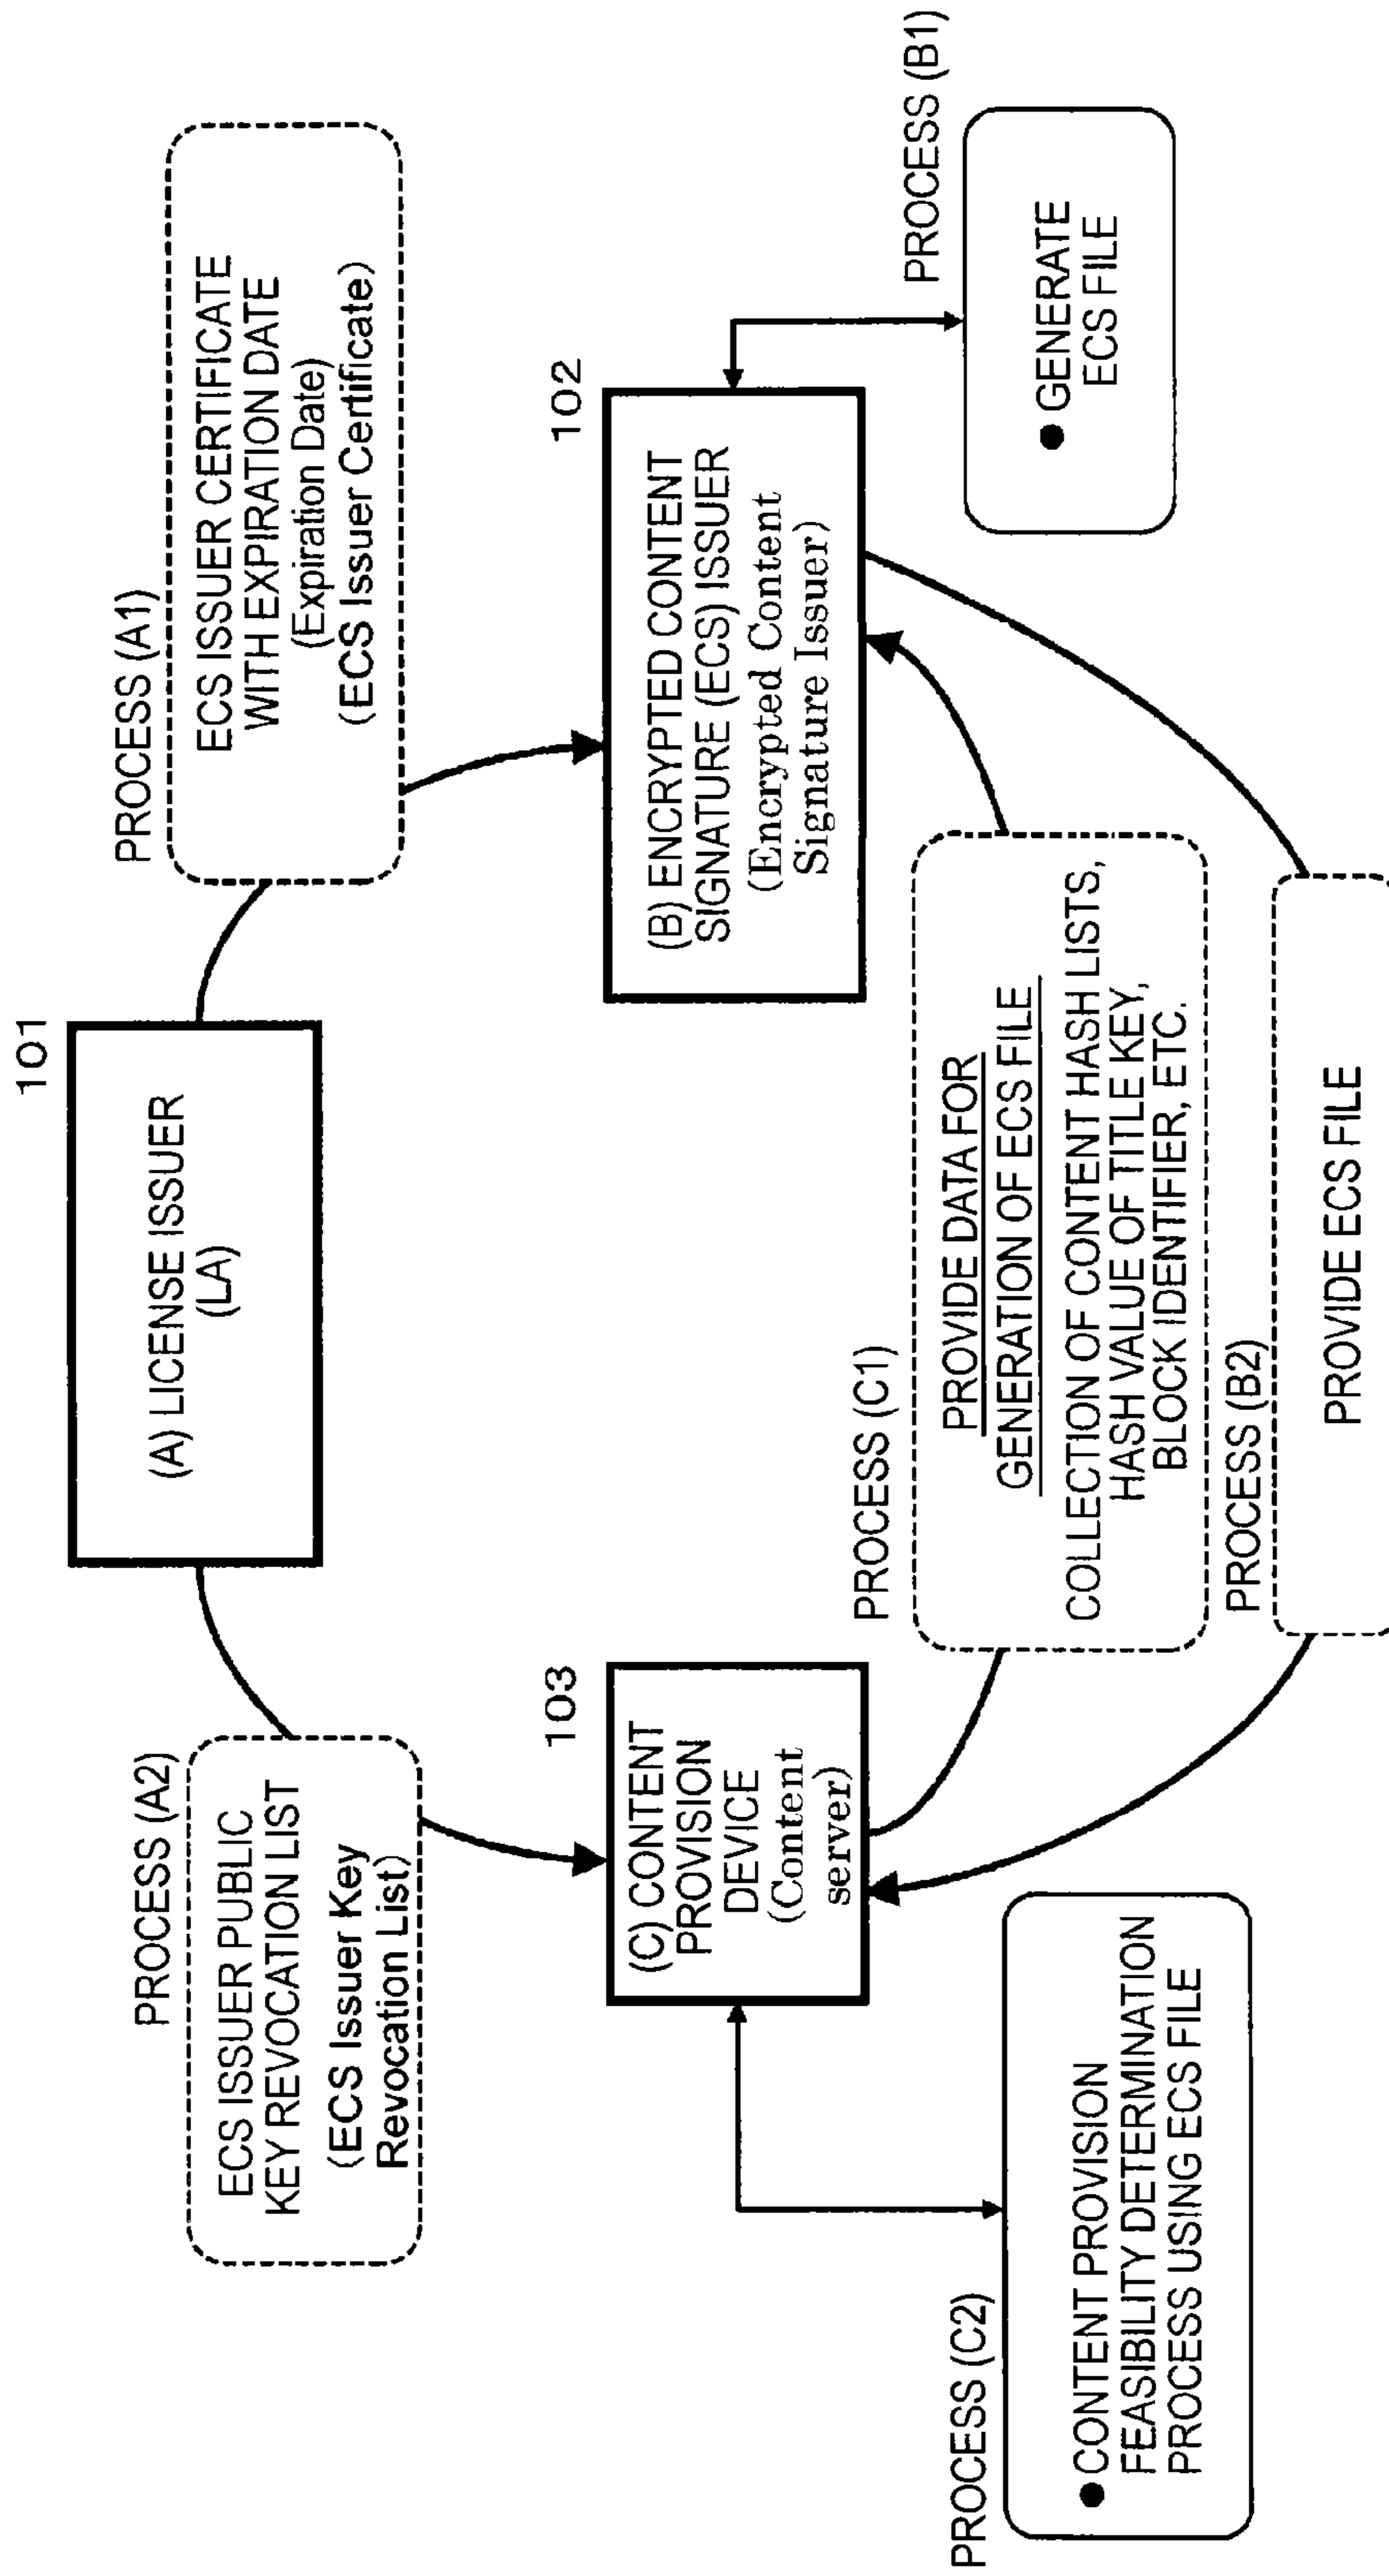 101
(A) LICENSE ISSUER
(LA)
PROCESS (A2)
ECS ISSUER PUBLIC
KEY REVOCATION LIST
(ECS Issuer Key
Revocation List)
PROCESS (A1)
ECS ISSUER CERTIFICATE
WITH EXPIRATION DATE
(Expiration Date)
(ECS Issuer Certificate)
103
(C) CONTENT
PROVISION
DEVICE
(Content
server)
102
(B) ENCRYPTED CONTENT
SIGNATURE (ECS) ISSUER
(Encrypted Content
Signature Issuer)
PROCESS (C1)
PROVIDE DATA FOR
GENERATION OF ECS FILE
COLLECTION OF CONTENT HASH LISTS,
HASH VALUE OF TITLE KEY,
BLOCK IDENTIFIER, ETC.
PROCESS (B1)
● GENERATE
ECS FILE
PROCESS (C2)
● CONTENT PROVISION
FEASIBILITY DETERMINATION
PROCESS USING ECS FILE
PROCESS (B2)
PROVIDE ECS FILE